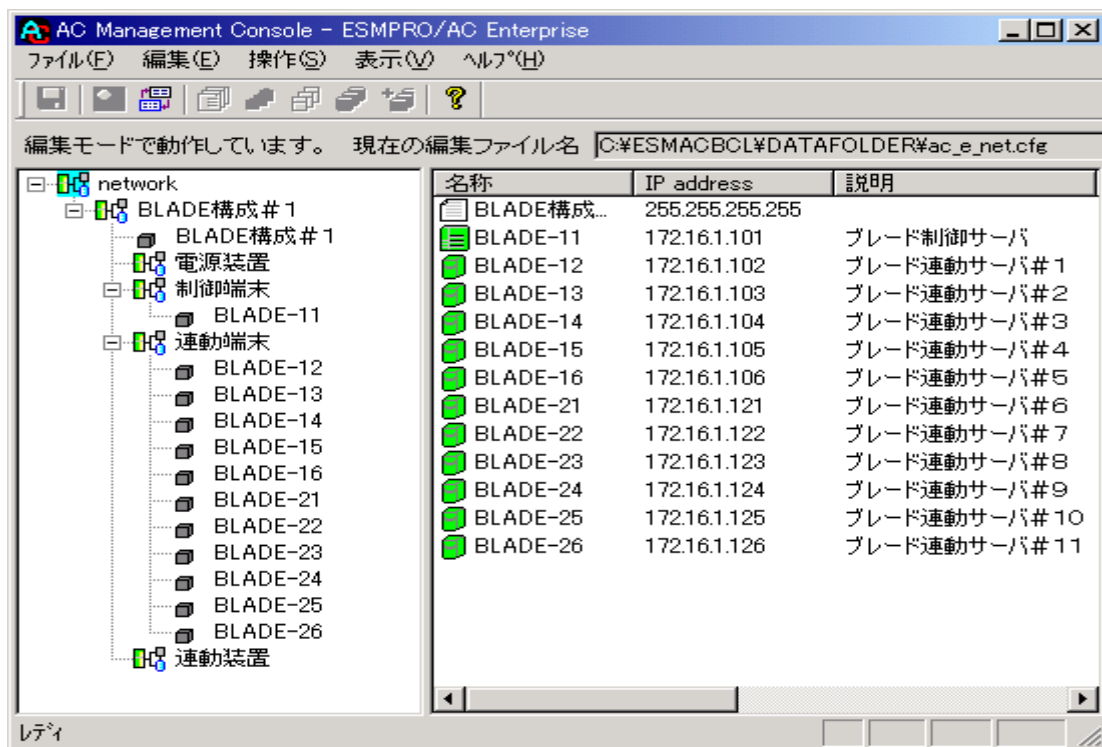 AC Management Console - ESMPRO/AC Enterprise
ファイル(F) 編集(E) 操作(S) 表示(V) ヘルプ(H)
編集モードで動作しています。 現在の編集ファイル名 C:¥ESMACBCL¥DATAFOLDER¥ac_e_net.cfg
network
BLADE構成#1
BLADE構成#1
電源装置
制御端末
BLADE-11
連動端末
BLADE-12
BLADE-13
BLADE-14
BLADE-15
BLADE-16
BLADE-21
BLADE-22
BLADE-23
BLADE-24
BLADE-25
BLADE-26
連動装置
名称 IP address 説明
BLADE構成... 255.255.255.255
BLADE-11 172.16.1.101 ブレード制御サーバ
BLADE-12 172.16.1.102 ブレード連動サーバ#1
BLADE-13 172.16.1.103 ブレード連動サーバ#2
BLADE-14 172.16.1.104 ブレード連動サーバ#3
BLADE-15 172.16.1.105 ブレード連動サーバ#4
BLADE-16 172.16.1.106 ブレード連動サーバ#5
BLADE-21 172.16.1.121 ブレード連動サーバ#6
BLADE-22 172.16.1.122 ブレード連動サーバ#7
BLADE-23 172.16.1.123 ブレード連動サーバ#8
BLADE-24 172.16.1.124 ブレード連動サーバ#9
BLADE-25 172.16.1.125 ブレード連動サーバ#10
BLADE-26 172.16.1.126 ブレード連動サーバ#11
レディ